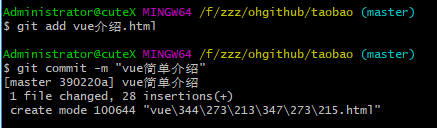 Administrator@cuteX MINGW64 /f/zzz/ohgithub/taobao (master)
$ git add vue介绍.html
Administrator@cuteX MINGW64 /f/zzz/ohgithub/taobao (master)
$ git commit -m "vue简单介绍"
[master 390220a] vue简单介绍
 1 file changed, 28 insertions(+)
 create mode 100644 "vue\344\273\213\347\273\215.html"